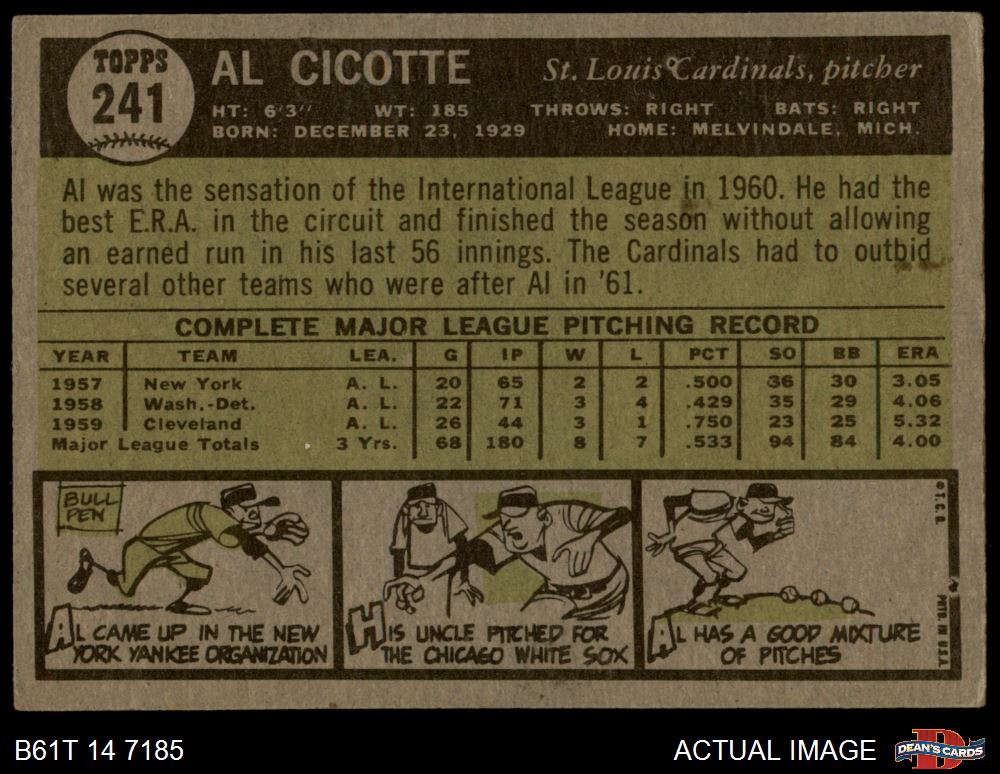 TOPPS
241
AL CICOTTE
St. Louis Cardinals, pitcher
HT: 6'3" WT: 185 THROWS: RIGHT BATS: RIGHT
BORN: DECEMBER 23, 1929 HOME: MELVINDALE, MICH.
Al was the sensation of the International League in 1960. He had the
best E.R.A. in the circuit and finished the season without allowing
an earned run in his last 56 innings. The Cardinals had to outbid
several other teams who were after Al in '61.
COMPLETE MAJOR LEAGUE PITCHING RECORD
YEAR TEAM LEA. G IP W L PCT SO BB ERA
1957 New York A. L. 20 65 2 2 .500 36 30 3.05
1958 Wash.-Det. A. L. 22 71 3 4 .429 35 29 4.06
1959 Cleveland A. L. 26 44 3 1 .750 23 25 5.32
Major League Totals 3 Yrs. 68 180 8 7 .533 94 84 4.00
BULL
PEN
AL CAME UP IN THE NEW
YORK YANKEE ORGANIZATION
HIS UNCLE PITCHED FOR
THE CHICAGO WHITE SOX
AL HAS A GOOD MIXTURE
OF PITCHES
© T. C. G.
PRTD. IN U.S.A.
B61T 14 7185
ACTUAL IMAGE
D
DEAN'S CARDS